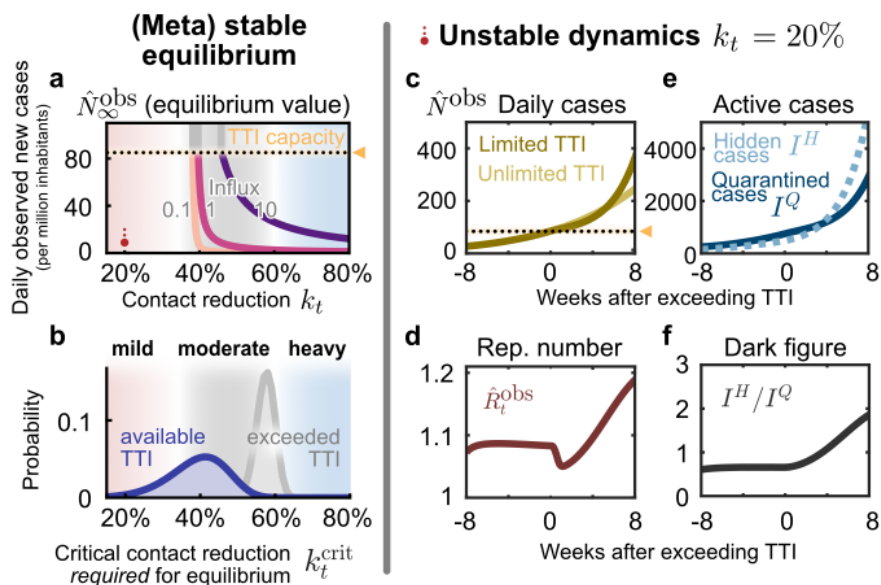 (Meta) stable
equilibrium
Unstable dynamics k_t = 20%
a
N̂^obs_∞ (equilibrium value)
Daily observed new cases
(per million inhabitants)
TTI capacity
Influx
0.1 1 10
80
40
0
20% 40% 60% 80%
Contact reduction k_t
b
mild moderate heavy
Probability
0.1
0
available
TTI
exceeded
TTI
20% 40% 60% 80%
Critical contact reduction
required for equilibrium k_t^crit
c
N̂^obs Daily cases
Limited TTI
Unlimited TTI
400
200
0
-8 0 8
e
Active cases
Hidden
cases I^H
Quarantined
cases I^Q
4000
2000
0
-8 0 8
Weeks after exceeding TTI
d
Rep. number
R̂_t^obs
1.2
1.1
1
-8 0 8
f
Dark figure
I^H/I^Q
3
2
1
0
-8 0 8
Weeks after exceeding TTI